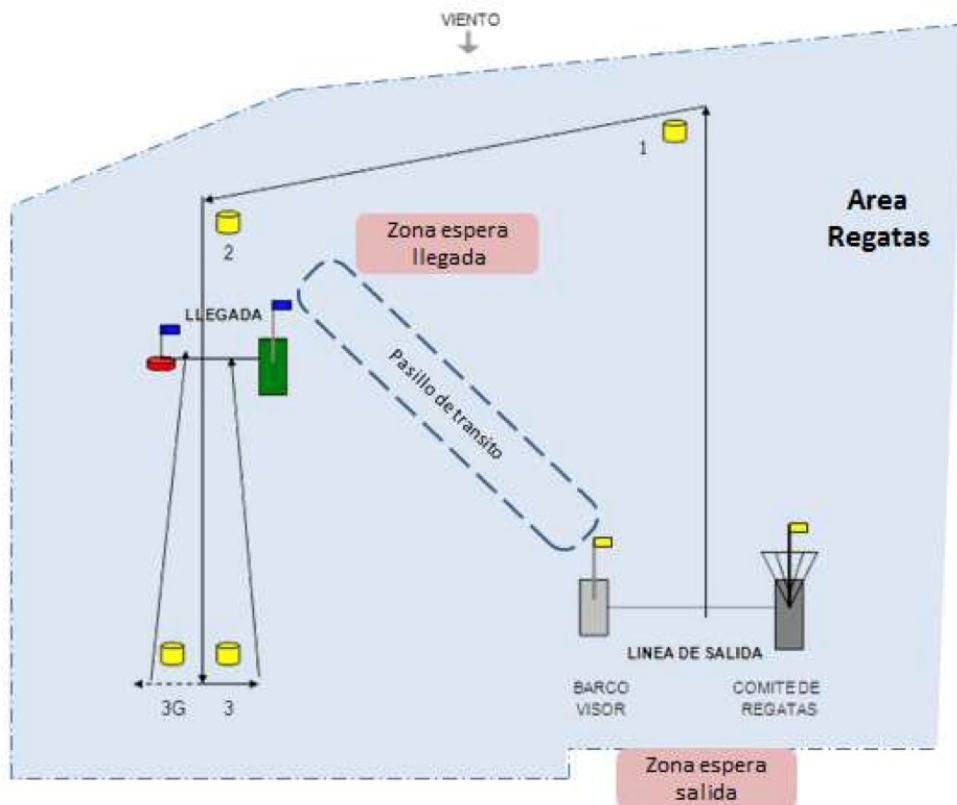 VIENTO
1
Area
Regatas
Zona espera
llegada
2
LLEGADA
Pasillo de transito
LINEA DE SALIDA
3G
3
BARCO
VISOR
COMITE DE
REGATAS
Zona espera
salida